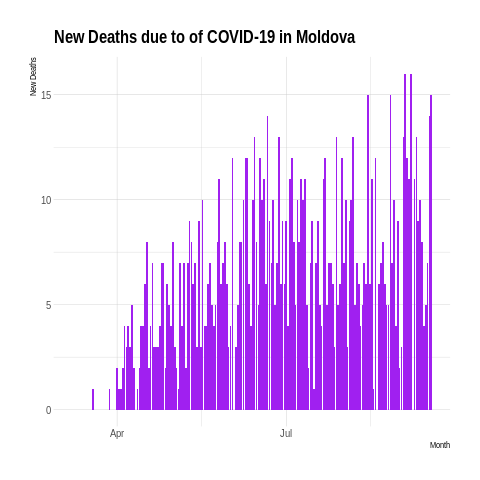 New Deaths due to of COVID-19 in Moldova
New Deaths
15
10
5
0
Apr
Jul
Month